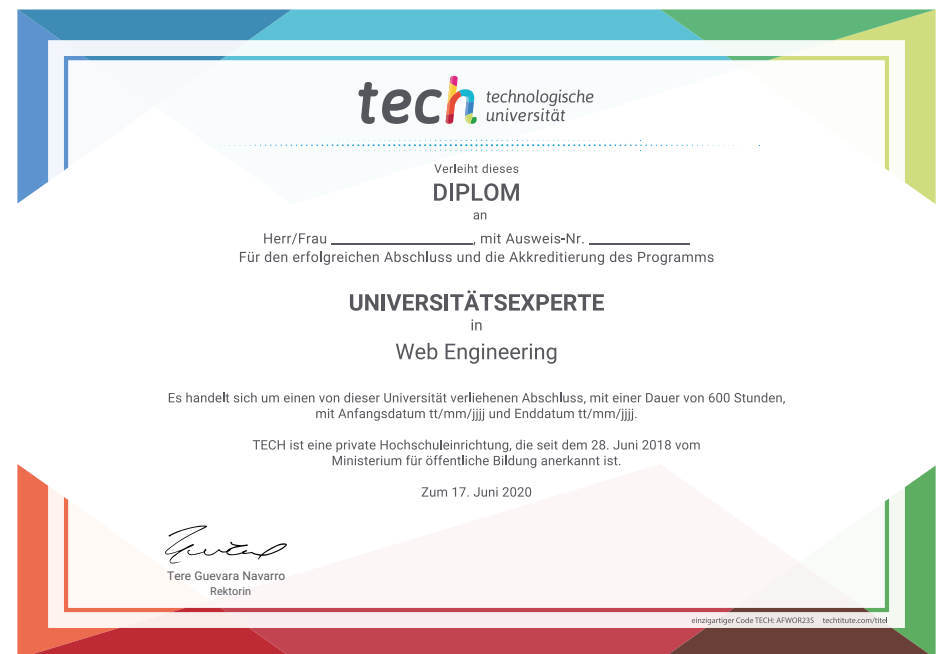 tech technologische
universität
Verleiht dieses
DIPLOM
an
Herr/Frau ____________________, mit Ausweis-Nr. ______________
Für den erfolgreichen Abschluss und die Akkreditierung des Programms
UNIVERSITÄTSEXPERTE
in
Web Engineering
Es handelt sich um einen von dieser Universität verliehenen Abschluss, mit einer Dauer von 600 Stunden,
mit Anfangsdatum tt/mm/jjjj und Enddatum tt/mm/jjjj.
TECH ist eine private Hochschuleinrichtung, die seit dem 28. Juni 2018 vom
Ministerium für öffentliche Bildung anerkannt ist.
Zum 17. Juni 2020
Tere Guevara Navarro
Rektorin
einzigartiger Code TECH: AFWOR23S techtitute.com/titel